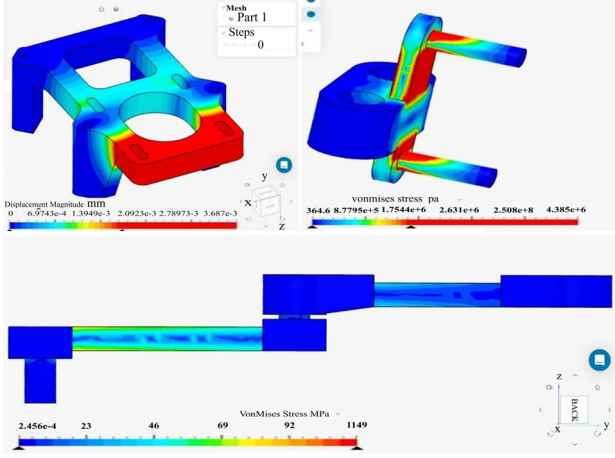 Mesh
Part 1
Steps
0
Displacement Magnitude mm
0 6.9743e-4 1.3949e-3 2.0923e-3 2.78973-3 3.687e-3
y
x
z
vonmises stress pa
364.6 8.7795e+5 1.7544e+6 2.631e+6 2.508e+8 4.385e+6
VonMises Stress MPa
2.456e-4 23 46 69 92 1149
z
BACK
x
y